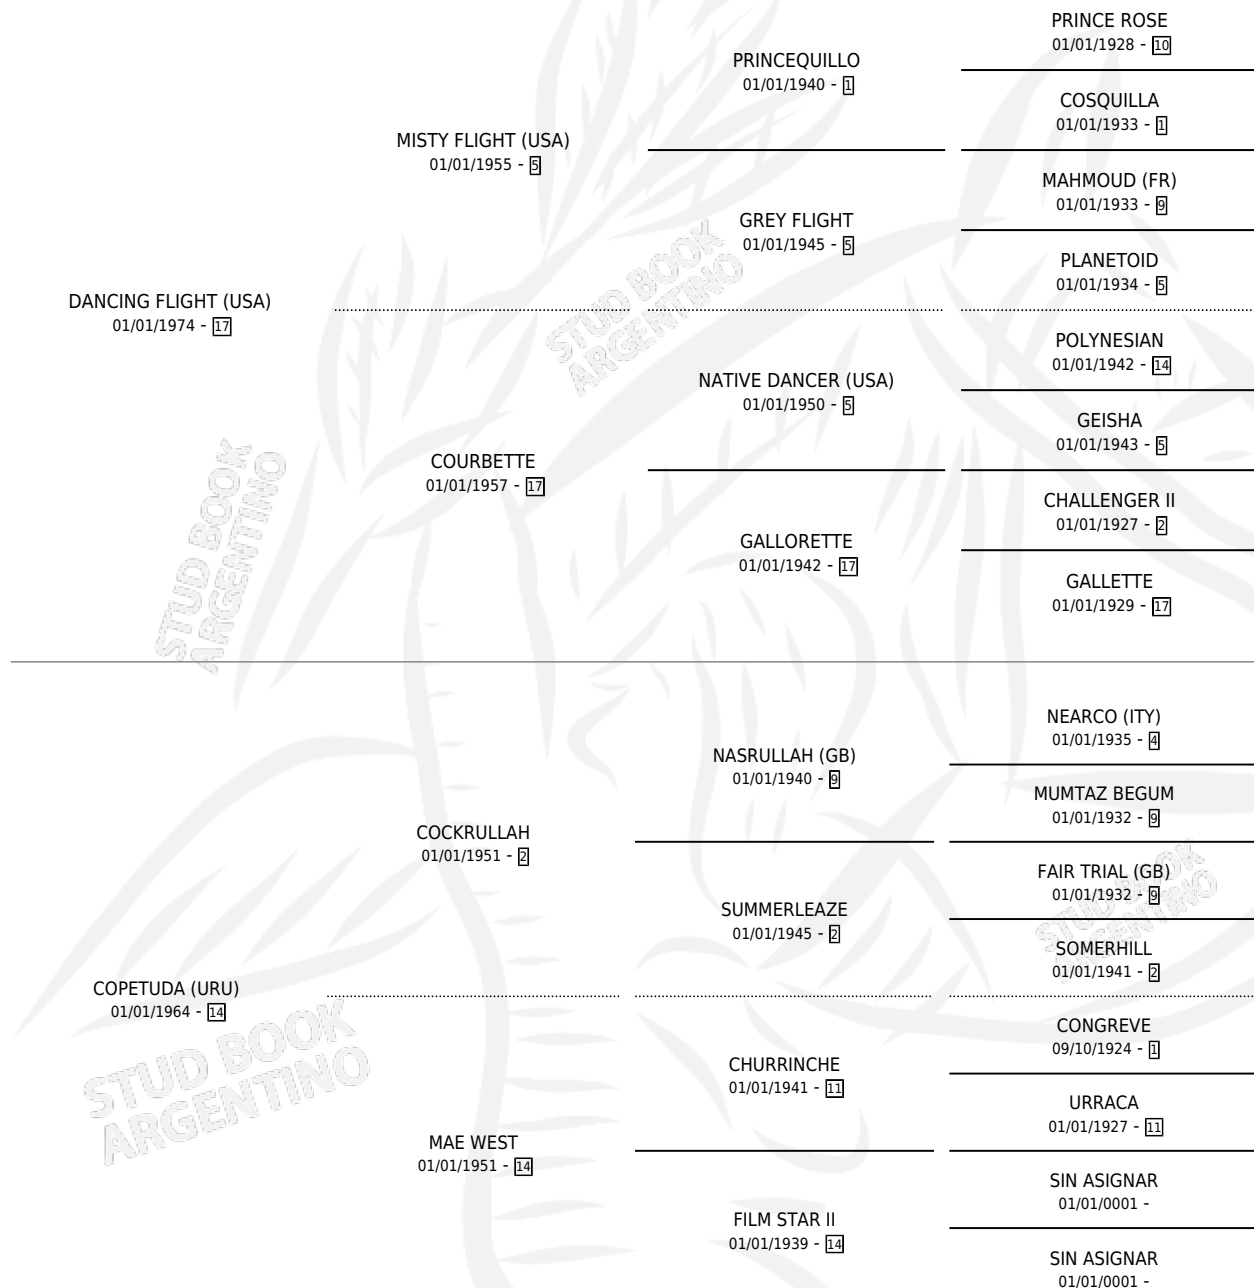 PRINCE ROSE
01/01/1928 - 10
PRINCEQUILLO
01/01/1940 - 1
COSQUILLA
01/01/1933 - 1
MISTY FLIGHT (USA)
01/01/1955 - 5
MAHMOUD (FR)
01/01/1933 - 9
GREY FLIGHT
01/01/1945 - 5
PLANETOID
01/01/1934 - 5
DANCING FLIGHT (USA)
01/01/1974 - 17
STUD BOOK
ARGENTINO
POLYNESIAN
01/01/1942 - 14
NATIVE DANCER (USA)
01/01/1950 - 5
GEISHA
01/01/1943 - 5
COURBETTE
01/01/1957 - 17
CHALLENGER II
01/01/1927 - 2
GALLORETTE
01/01/1942 - 17
GALLETTE
01/01/1929 - 17
STUD BOOK
ARGENTINO
NEARCO (ITY)
01/01/1935 - 4
NASRULLAH (GB)
01/01/1940 - 9
MUMTAZ BEGUM
01/01/1932 - 9
COCKRULLAH
01/01/1951 - 2
FAIR TRIAL (GB)
01/01/1932 - 9
SUMMERLEAZE
01/01/1945 - 2
STUD BOOK
ARGENTINO
SOMERHILL
01/01/1941 - 2
COPETUDA (URU)
01/01/1964 - 14
CONGREVE
09/10/1924 - 1
STUD BOOK
ARGENTINO
CHURRINCHE
01/01/1941 - 11
URRACA
01/01/1927 - 11
MAE WEST
01/01/1951 - 14
SIN ASIGNAR
01/01/0001 -
FILM STAR II
01/01/1939 - 14
SIN ASIGNAR
01/01/0001 -